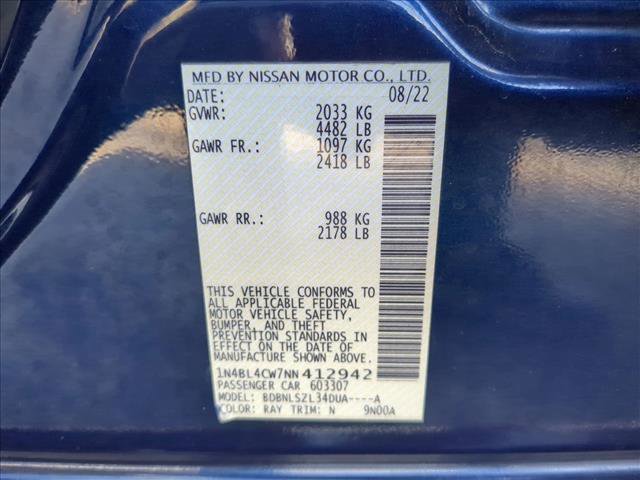 MFD BY NISSAN MOTOR CO., LTD.
DATE: 08/22
GVWR: 2033 KG
4482 LB
GAWR FR.: 1097 KG
2418 LB
GAWR RR.: 988 KG
2178 LB
THIS VEHICLE CONFORMS TO
ALL APPLICABLE FEDERAL
MOTOR VEHICLE SAFETY,
BUMPER, AND THEFT
PREVENTION STANDARDS IN
EFFECT ON THE DATE OF
MANUFACTURE SHOWN ABOVE.
1N4BL4CW7NN412942
PASSENGER CAR 603307
MODEL: BDBNLSZL34DUA----A
COLOR: RAY TRIM: N 9N00A